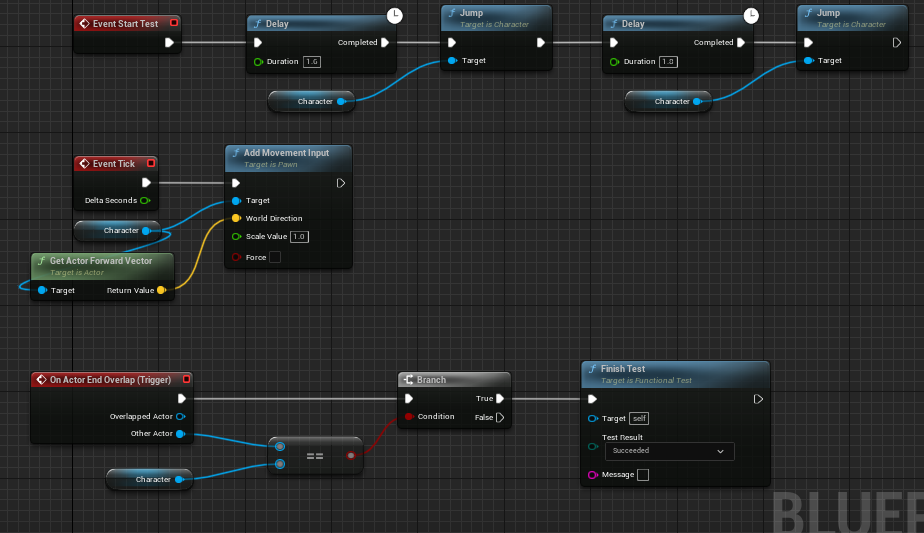 Event Start Test
Delay
Completed
Duration 1.6
Character
Jump
Target is Character
Target
Delay
Completed
Duration 1.8
Character
Jump
Target is Character
Target
Event Tick
Delta Seconds
Character
Get Actor Forward Vector
Target is Actor
Target Return Value
Add Movement Input
Target is Pawn
Target
World Direction
Scale Value 1.0
Force
On Actor End Overlap (Trigger)
Overlapped Actor
Other Actor
Character
==
Branch
True
Condition False
Finish Test
Target is Functional Test
Target self
Test Result
Succeeded
Message